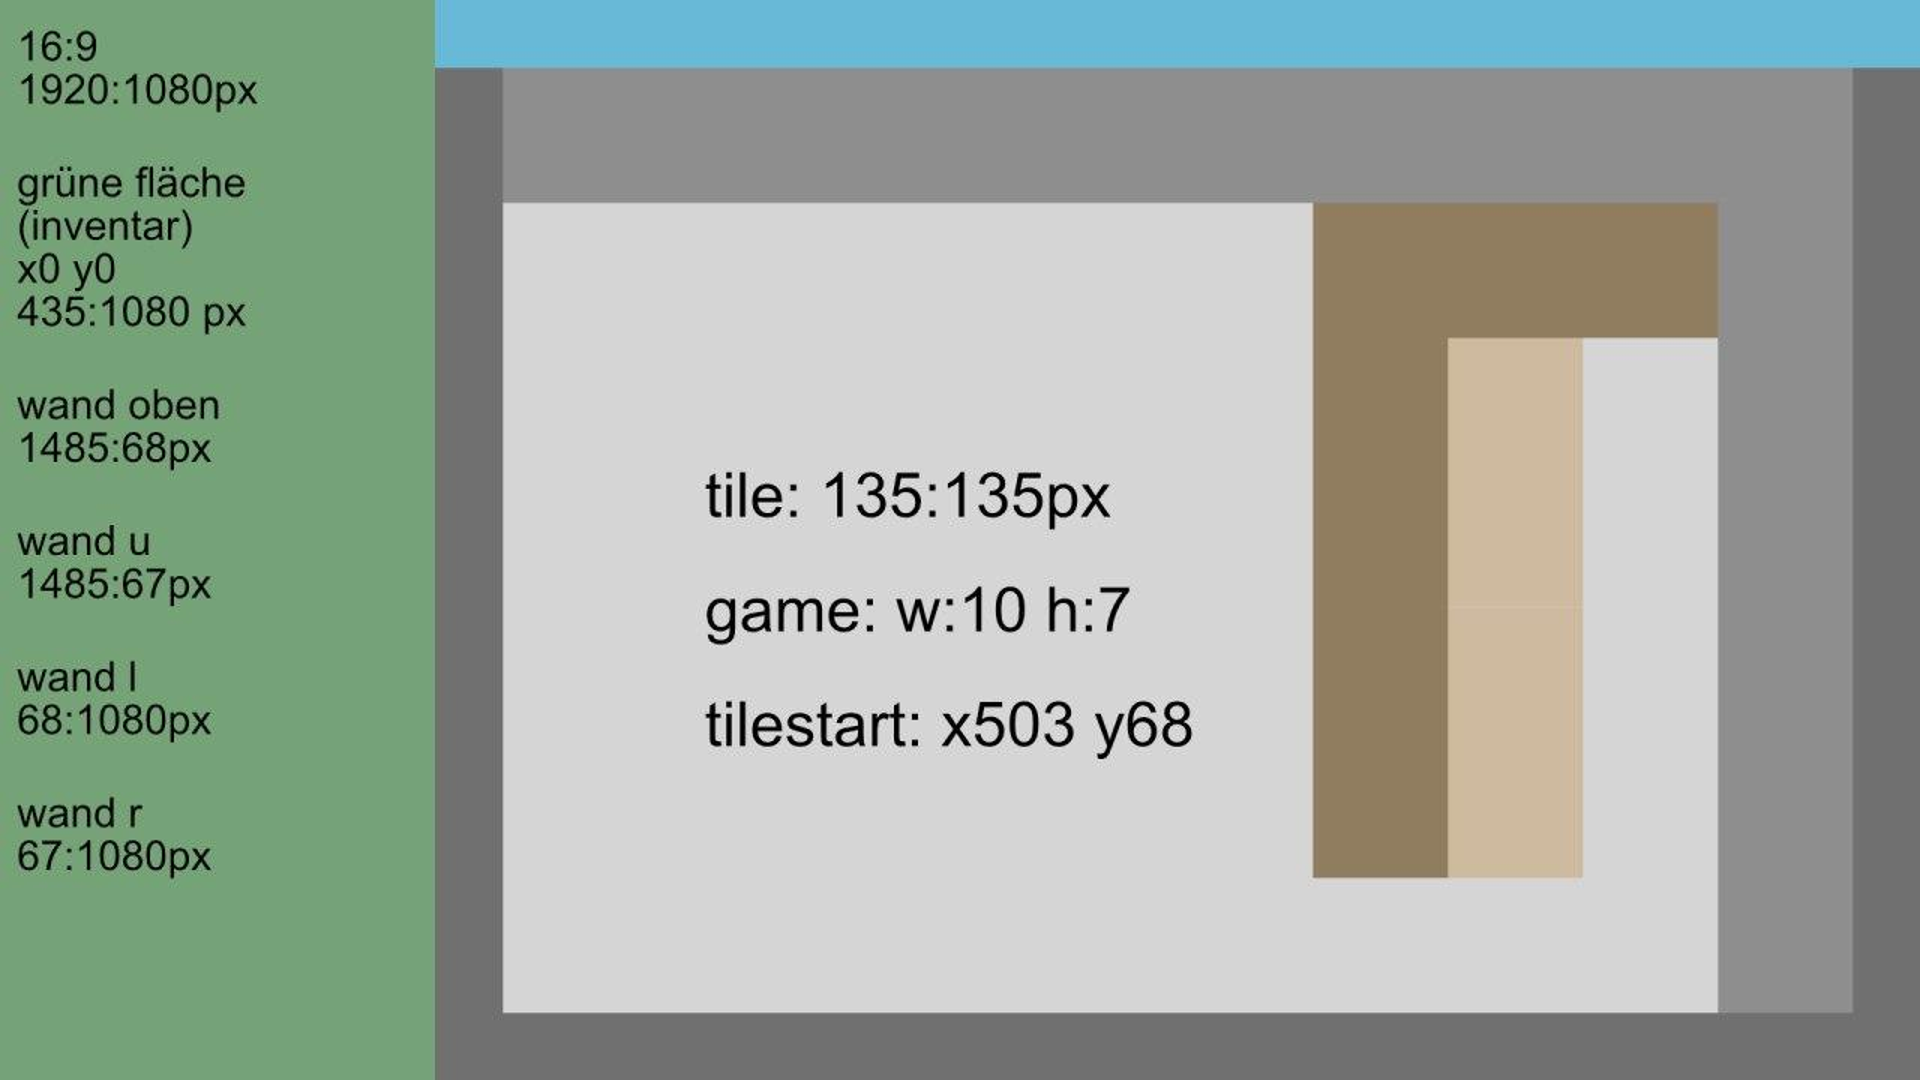 16:9
1920:1080px
grüne fläche
(inventar)
x0 y0
435:1080 px
wand oben
1485:68px
wand u
1485:67px
wand l
68:1080px
wand r
67:1080px
tile: 135:135px
game: w:10 h:7
tilestart: x503 y68